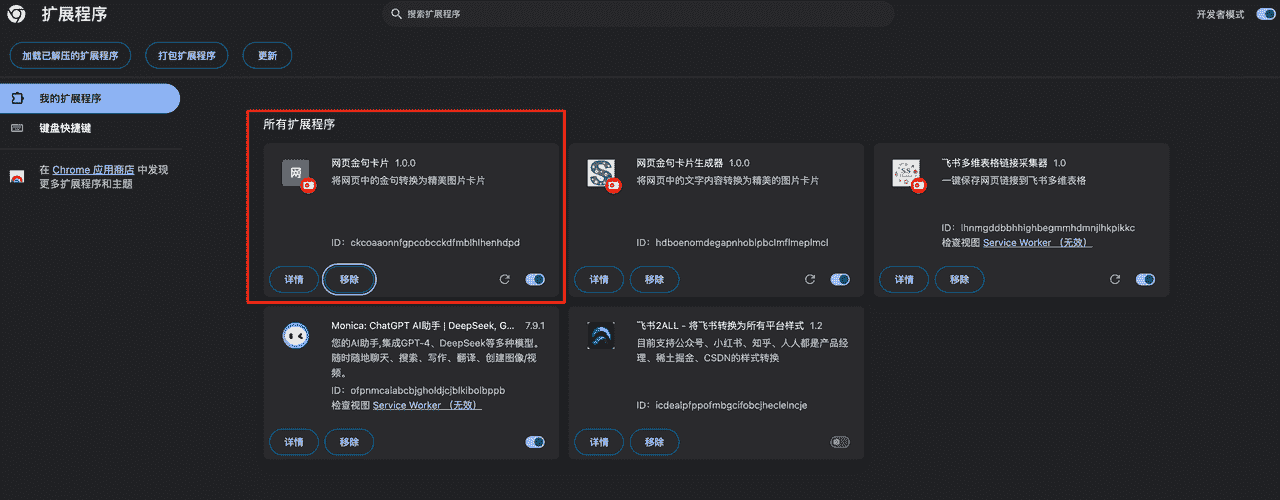 扩展程序
搜索扩展程序
开发者模式
加载已解压的扩展程序
打包扩展程序
更新
我的扩展程序
键盘快捷键
在 Chrome 应用商店 中发现
更多扩展程序和主题
所有扩展程序
网
网页金句卡片 1.0.0
将网页中的金句转换为精美图片卡片
ID：ckcoaaonnfgpcobcckdfmblhlhenhdpd
详情
移除
网页金句卡片生成器 1.0.0
将网页中的文字内容转换为精美的图片卡片
ID：hdboenomdegapnhoblpbclmflmeplmcl
详情
移除
SS
飞书多维表格链接采集器 1.0
一键保存网页链接到飞书多维表格
ID：lhnmgddbbhhighbegmmhdmnjlhkpikkc
检查视图 Service Worker （无效）
详情
移除
Monica: ChatGPT AI助手 | DeepSeek, G... 7.9.1
您的AI助手,集成GPT-4、DeepSeek等多种模型。
随时随地聊天、搜索、写作、翻译、创建图像/视
频。
ID：ofpnmcalabcbjgholdjcjblkibolbppb
检查视图 Service Worker （无效）
详情
移除
飞书2ALL - 将飞书转换为所有平台样式 1.2
目前支持公众号、小红书、知乎、人人都是产品经
理、稀土掘金、CSDN的样式转换
ID：icdealpfppofmbgcifobcjheclelncje
详情
移除